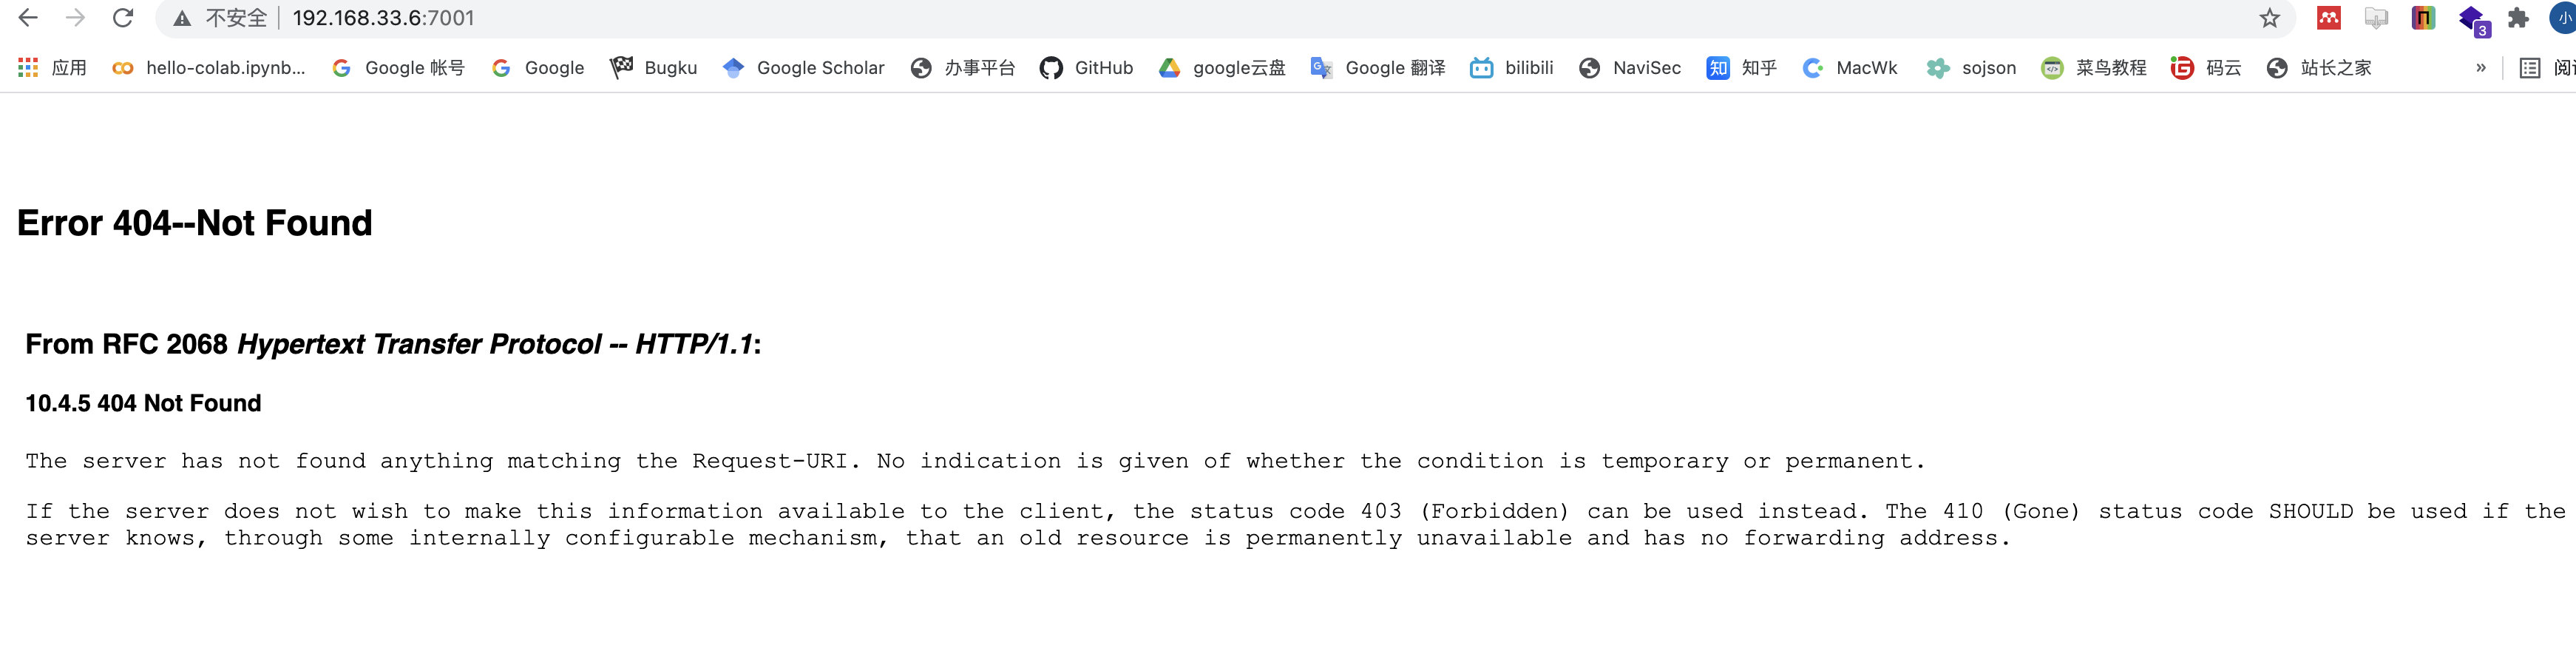 不安全 192.168.33.6:7001
3 小
应用 hello-colab.ipynb... Google 帐号 Google Bugku Google Scholar 办事平台 GitHub google云盘 Google 翻译 bilibili NaviSec 知 知乎 MacWk sojson 菜鸟教程 码云 站长之家 »
Error 404--Not Found
From RFC 2068 Hypertext Transfer Protocol -- HTTP/1.1:
10.4.5 404 Not Found
The server has not found anything matching the Request-URI. No indication is given of whether the condition is temporary or permanent.
If the server does not wish to make this information available to the client, the status code 403 (Forbidden) can be used instead. The 410 (Gone) status code SHOULD be used if the
server knows, through some internally configurable mechanism, that an old resource is permanently unavailable and has no forwarding address.